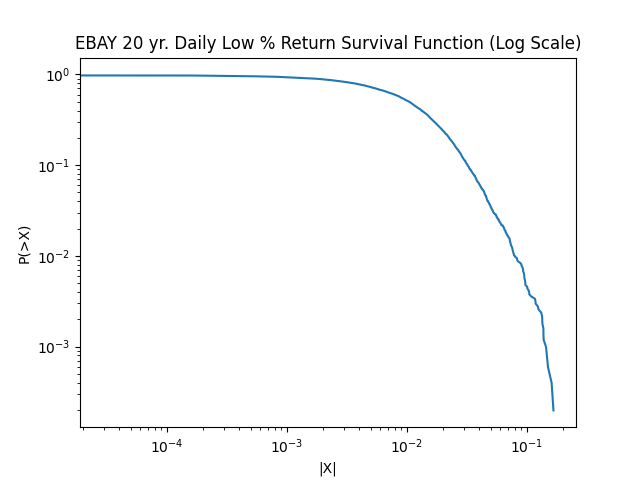 EBAY 20 yr. Daily Low % Return Survival Function (Log Scale)
10⁰
10⁻¹
10⁻²
10⁻³
P(>X)
10⁻⁴
10⁻³
10⁻²
10⁻¹
|X|